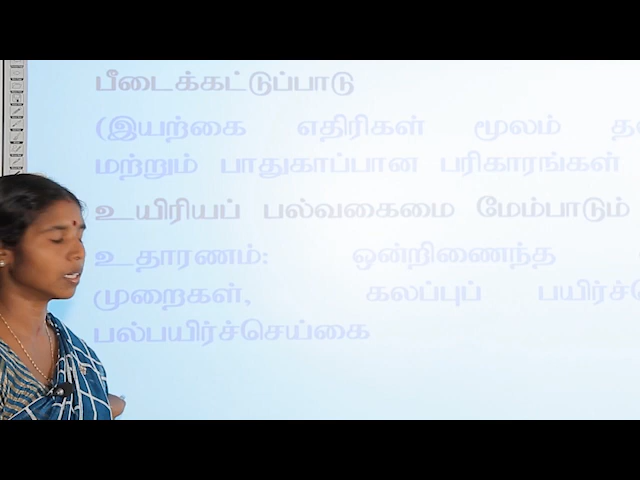 பீடைக்கட்டுப்பாடு
(இயற்கை எதிரிகள் மூலம்
மற்றும் பாதுகாப்பான பரிகாரங்கள்
உயிரியப் பல்வகைமை மேம்பாடும்
உதாரணம்: ஒன்றிணைந்த
முறைகள், கலப்புப்
பல்பயிர்ச்செய்கை